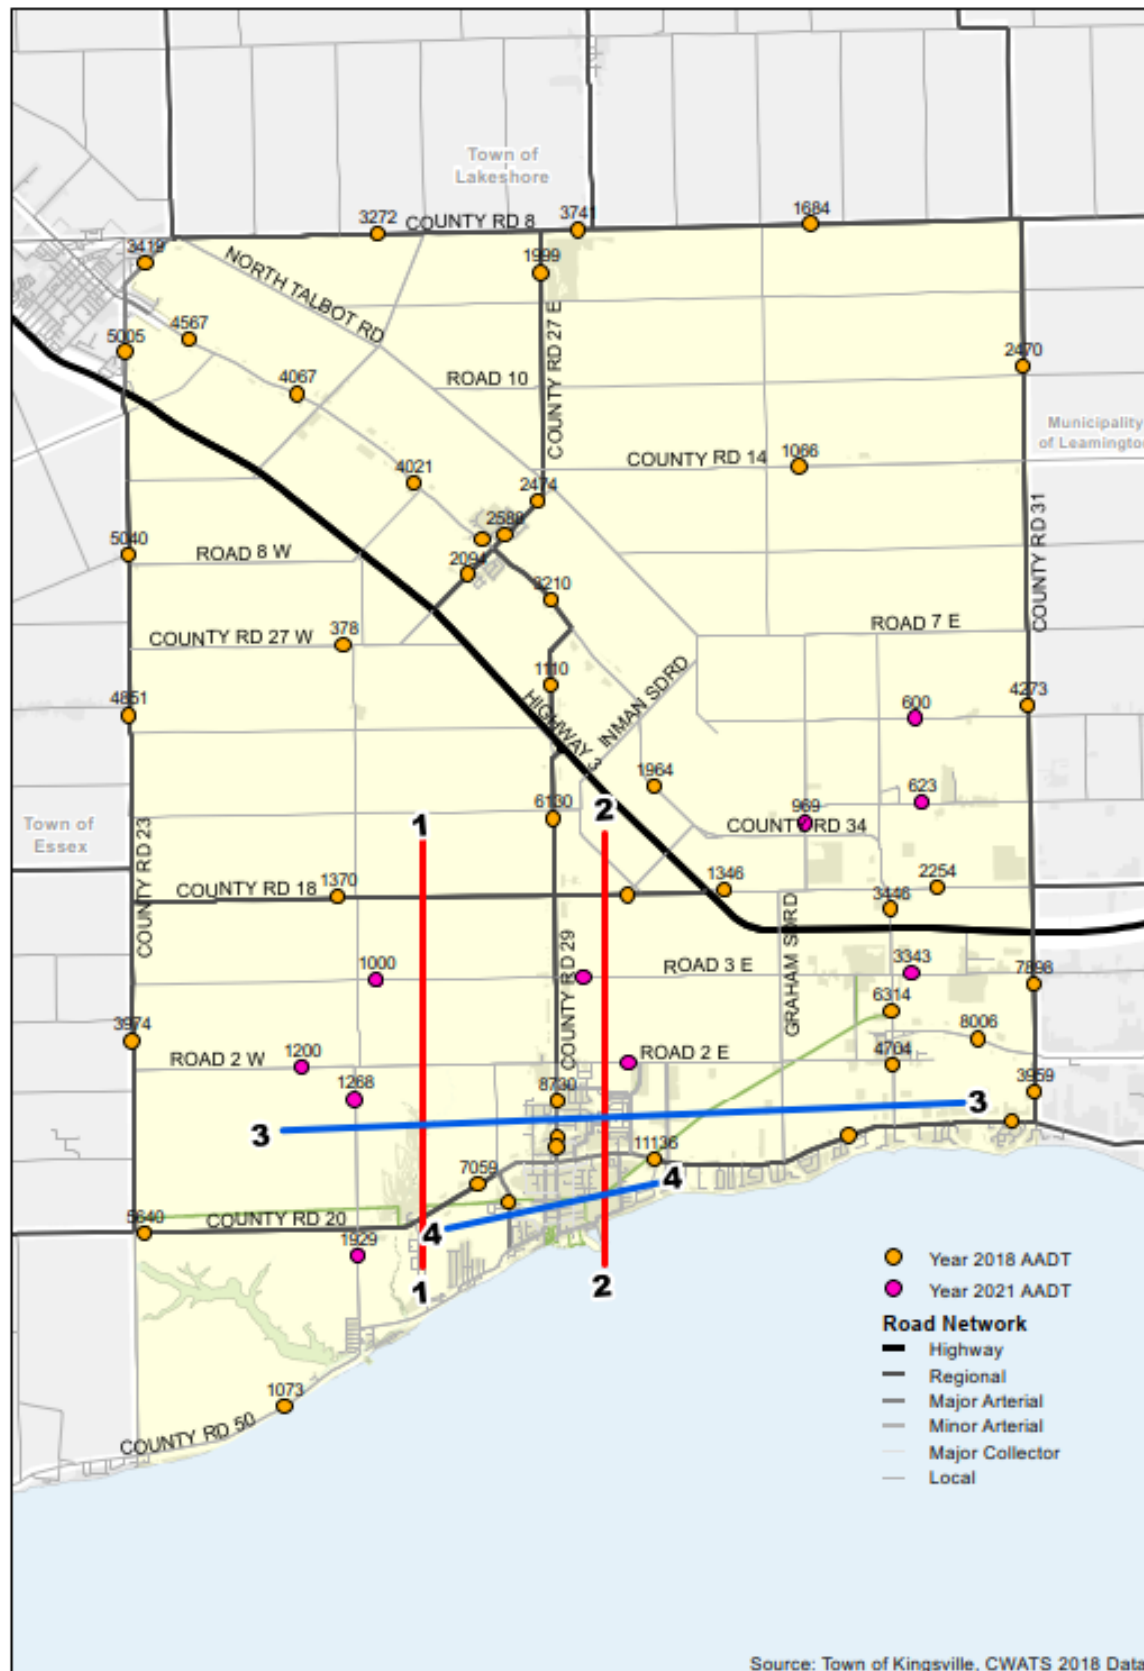 Town of
Lakeshore
3272
COUNTY RD 8
3741
1684
3419
NORTH TALBOT RD
1999
4567
5005
COUNTY RD 27 E
2470
4067
ROAD 10
Municipality
of Leamington
COUNTY RD 14
1066
4021
2474
2588
5040
ROAD 8 W
2094
COUNTY RD 31
2210
COUNTY RD 27 W
378
ROAD 7 E
1110
INMAN SDRD
HIGHWAY 3
4851
4273
600
1964
623
6130
2
1
969
COUNTY RD 34
Town of
Essex
COUNTY RD 23
COUNTY RD 18
1370
1346
2254
3446
GRAHAM SDRD
1000
COUNTY RD 29
ROAD 3 E
3343
7898
6314
3974
8006
ROAD 2 W
1200
ROAD 2 E
4704
1268
8730
3959
3
3
11136
7059
4
5640
COUNTY RD 20
4
1929
1
2
Year 2018 AADT
Year 2021 AADT
Road Network
Highway
Regional
Major Arterial
Minor Arterial
Major Collector
Local
1073
COUNTY RD 50
Source: Town of Kingsville, CWATS 2018 Data